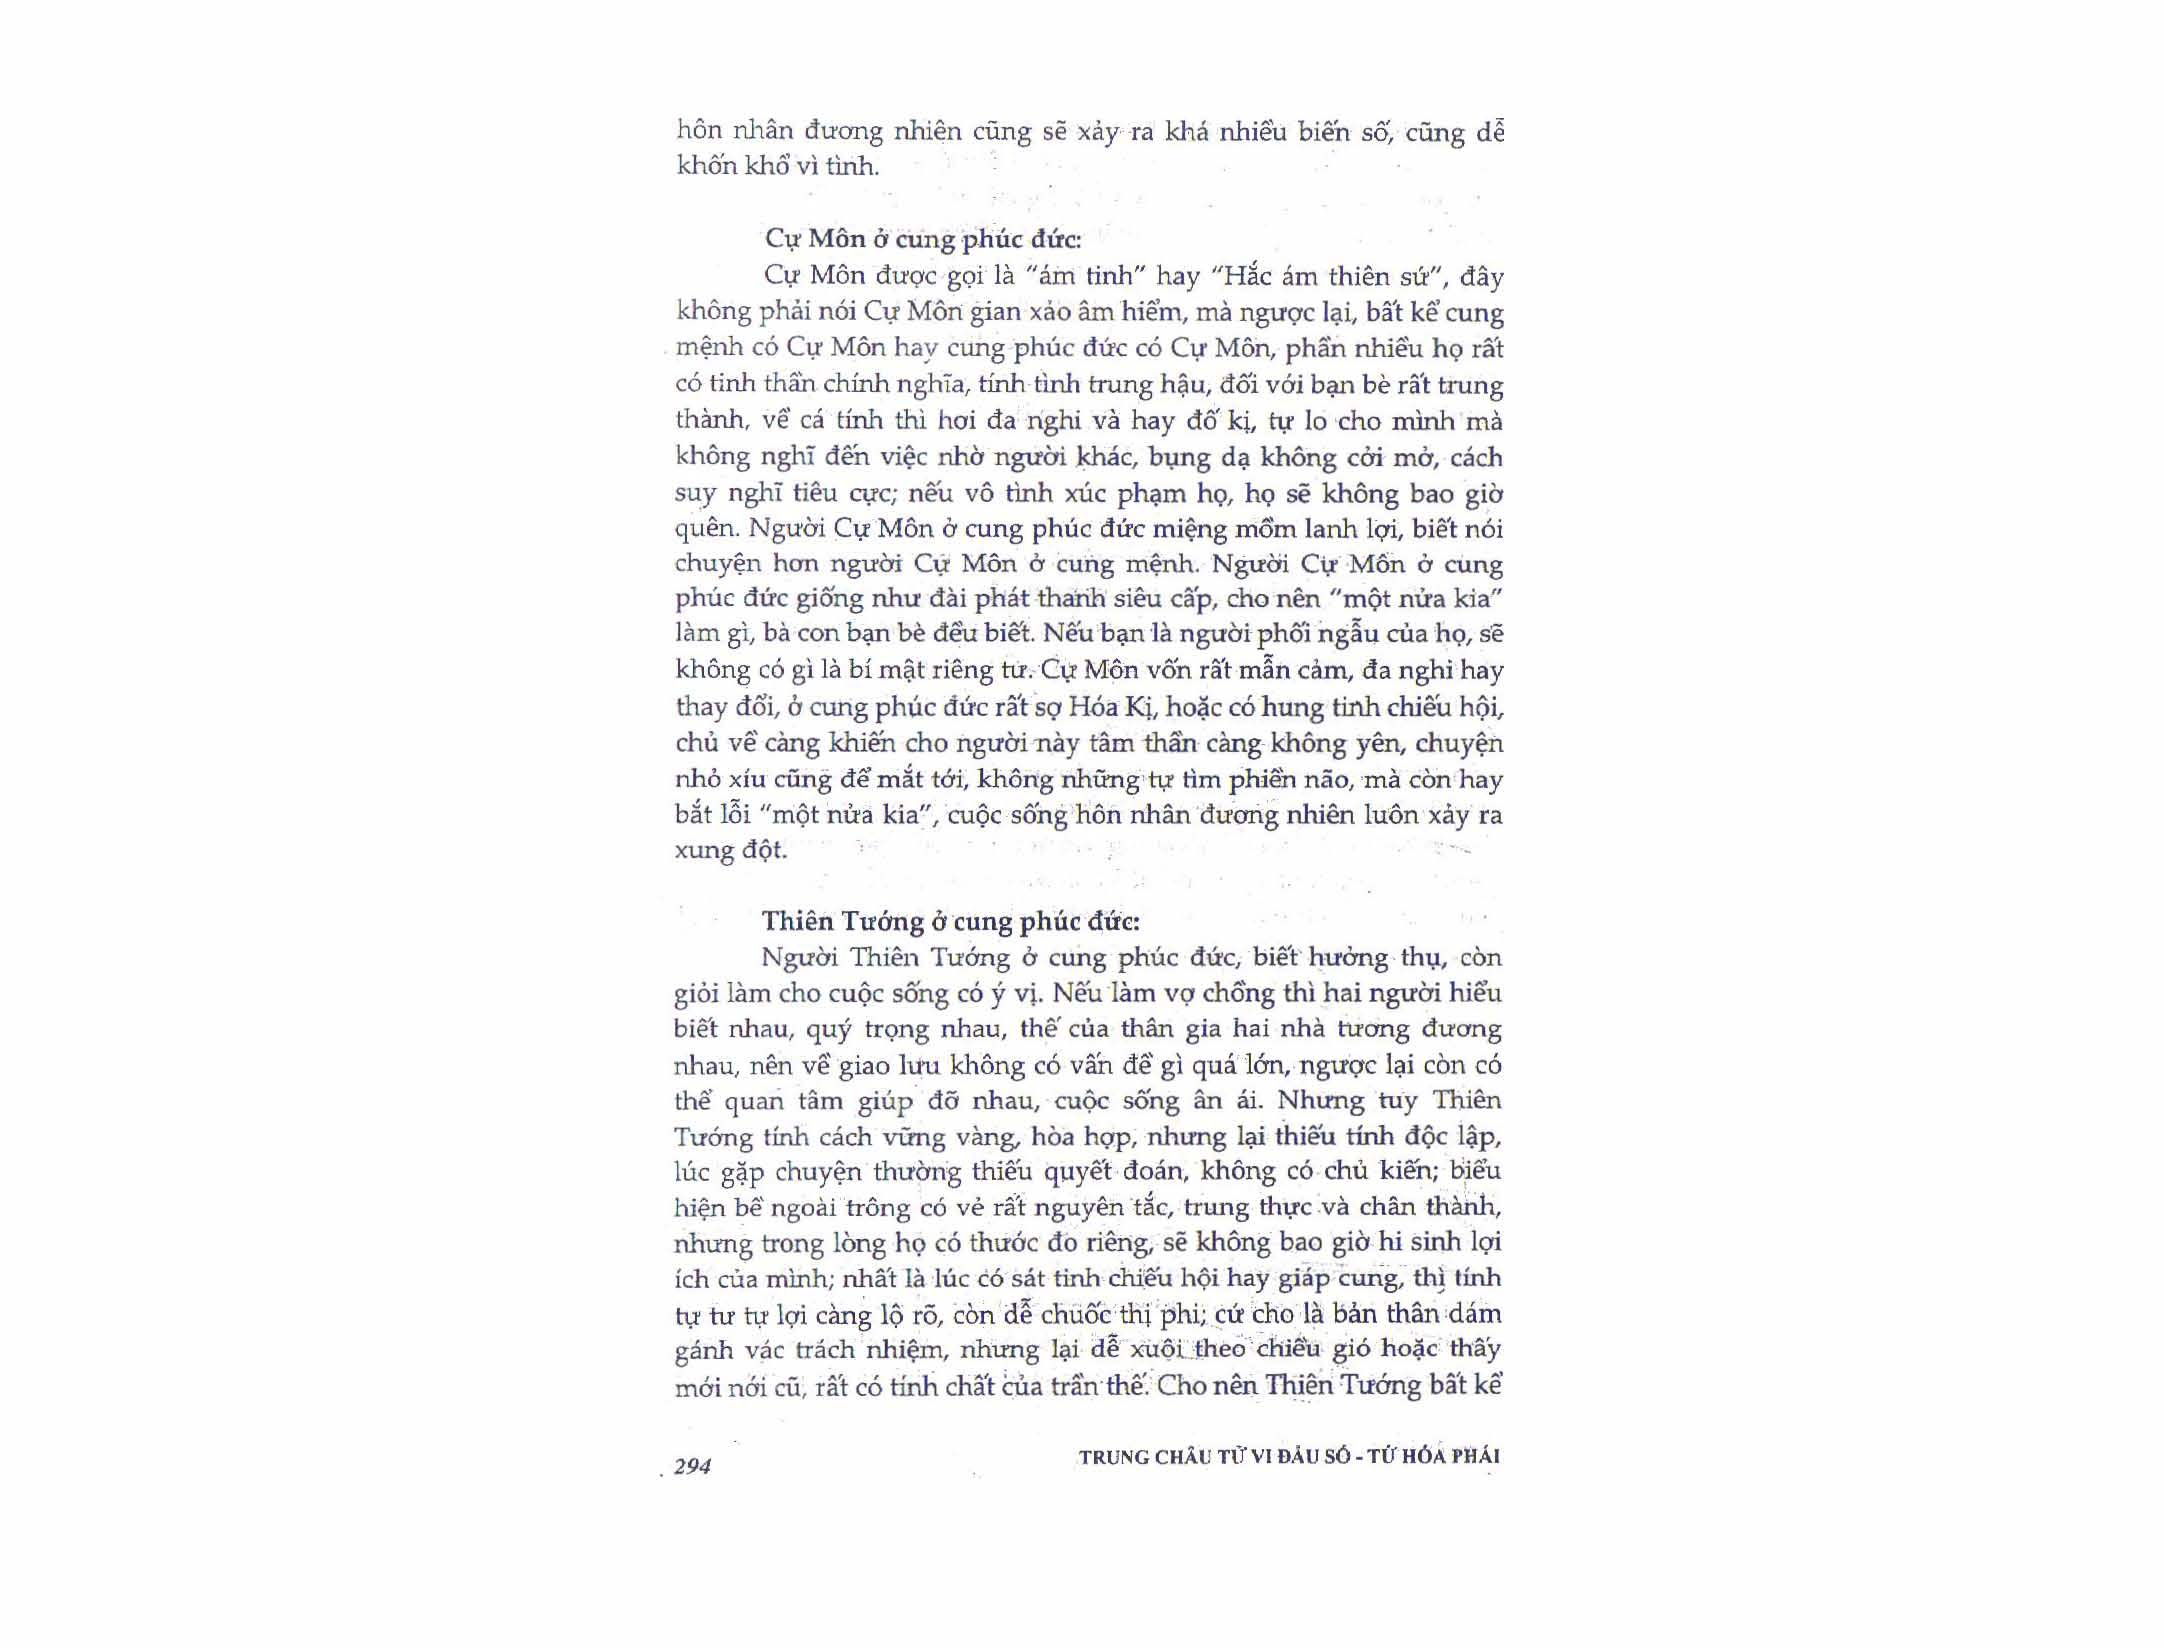 hôn nhân đương nhiên cũng sẽ xảy ra khá nhiều biến số, cũng dễ
khốn khổ vì tình.
Cự Môn ở cung phúc đức:
Cự Môn được gọi là "ám tinh" hay "Hắc ám thiên sứ", đây
không phải nói Cự Môn gian xảo âm hiểm, mà ngược lại, bất kể cung
mệnh có Cự Môn hay cung phúc đức có Cự Môn, phần nhiều họ rất
có tinh thần chính nghĩa, tính tình trung hậu, đối với bạn bè rất trung
thành, về cá tính thì hơi đa nghi và hay đố kị, tự lo cho mình mà
không nghĩ đến việc nhờ người khác, bụng dạ không cởi mở, cách
suy nghĩ tiêu cực; nếu vô tình xúc phạm họ, họ sẽ không bao giờ
quên. Người Cự Môn ở cung phúc đức miệng mồm lanh lợi, biết nói
chuyện hơn người Cự Môn ở cung mệnh. Người Cự Môn ở cung
phúc đức giống như đài phát thanh siêu cấp, cho nên "một nửa kia"
làm gì, bà con bạn bè đều biết. Nếu bạn là người phối ngẫu của họ, sẽ
không có gì là bí mật riêng tư. Cự Môn vốn rất mẫn cảm, đa nghi hay
thay đổi, ở cung phúc đức rất sợ Hóa Kị, hoặc có hung tinh chiếu hội,
chủ về càng khiến cho người này tâm thần càng không yên, chuyện
nhỏ xíu cũng để mắt tới, không những tự tìm phiền não, mà còn hay
bắt lỗi "một nửa kia", cuộc sống hôn nhân đương nhiên luôn xảy ra
xung đột.
Thiên Tướng ở cung phúc đức:
Người Thiên Tướng ở cung phúc đức, biết hưởng thụ, còn
giỏi làm cho cuộc sống có ý vị. Nếu làm vợ chồng thì hai người hiểu
biết nhau, quý trọng nhau, thế của thân gia hai nhà tương đương
nhau, nên về giao lưu không có vấn đề gì quá lớn, ngược lại còn có
thể quan tâm giúp đỡ nhau, cuộc sống ân ái. Nhưng tuy Thiên
Tướng tính cách vững vàng, hòa hợp, nhưng lại thiếu tính độc lập,
lúc gặp chuyện thường thiếu quyết đoán, không có chủ kiến; biểu
hiện bề ngoài trông có vẻ rất nguyên tắc, trung thực và chân thành,
nhưng trong lòng họ có thước đo riêng, sẽ không bao giờ hi sinh lợi
ích của mình; nhất là lúc có sát tinh chiếu hội hay giáp cung, thì tính
tự tư tự lợi càng lộ rõ, còn dễ chuốc thị phi; cứ cho là bản thân dám
gánh vác trách nhiệm, nhưng lại dễ xuôi theo chiều gió hoặc thấy
mới nới cũ, rất có tính chất của trần thế. Cho nên Thiên Tướng bất kể
294
TRUNG CHÂU TỬ VI ĐẨU SỐ - TỨ HÓA PHÁI